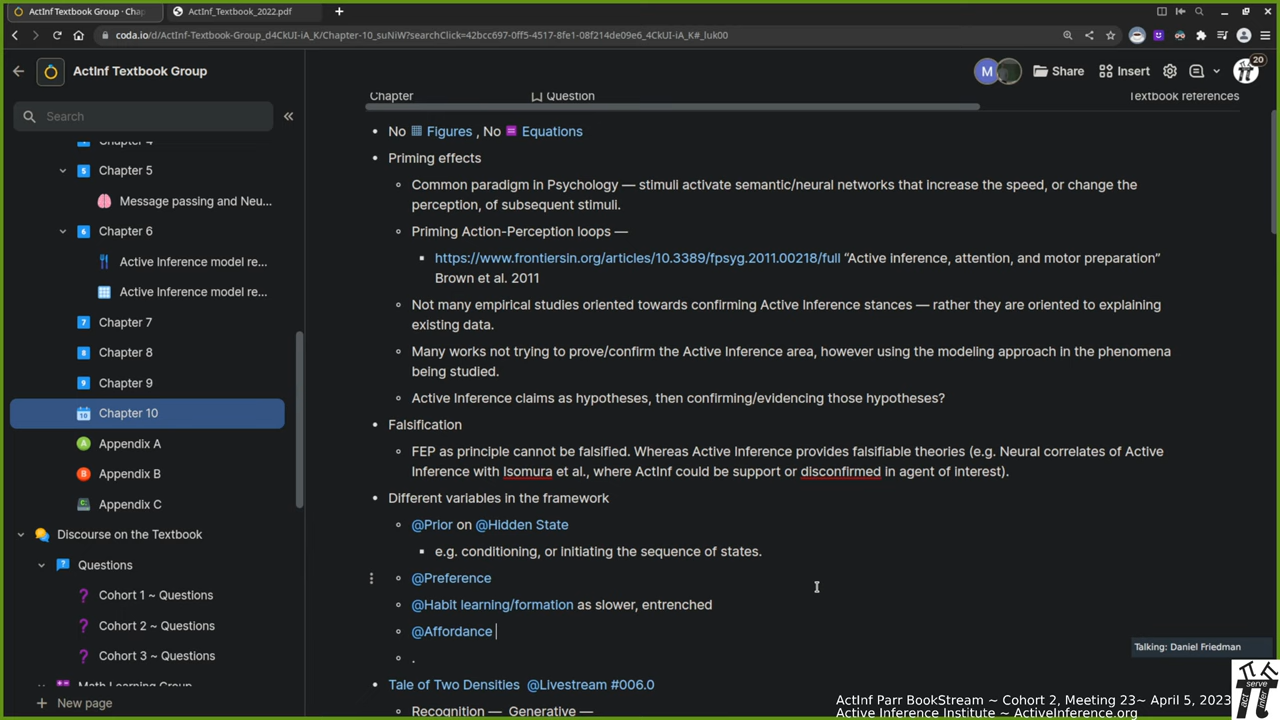 ActInf Textbook Group · Chap
ActInf_Textbook_2022.pdf
coda.io/d/ActInf-Textbook-Group_d4CkUI-iA_K/Chapter-10_suNiW?searchClick=42bcc697-0ff5-4517-8fe1-08f214de09e6_4CkUI-iA_K#_luk00
ActInf Textbook Group
M
Share
Insert
20
Search
Chapter 4
Chapter 5
Message passing and Neu...
Chapter 6
Active Inference model re...
Active Inference model re...
Chapter 7
Chapter 8
Chapter 9
Chapter 10
Appendix A
Appendix B
Appendix C
Discourse on the Textbook
Questions
Cohort 1 ~ Questions
Cohort 2 ~ Questions
Cohort 3 ~ Questions
Math Learning Group
New page
Chapter Question Textbook references
No Figures , No Equations
Priming effects
Common paradigm in Psychology — stimuli activate semantic/neural networks that increase the speed, or change the
perception, of subsequent stimuli.
Priming Action-Perception loops —
https://www.frontiersin.org/articles/10.3389/fpsyg.2011.00218/full “Active inference, attention, and motor preparation”
Brown et al. 2011
Not many empirical studies oriented towards confirming Active Inference stances — rather they are oriented to explaining
existing data.
Many works not trying to prove/confirm the Active Inference area, however using the modeling approach in the phenomena
being studied.
Active Inference claims as hypotheses, then confirming/evidencing those hypotheses?
Falsification
FEP as principle cannot be falsified. Whereas Active Inference provides falsifiable theories (e.g. Neural correlates of Active
Inference with Isomura et al., where ActInf could be support or disconfirmed in agent of interest).
Different variables in the framework
@Prior on @Hidden State
e.g. conditioning, or initiating the sequence of states.
@Preference
@Habit learning/formation as slower, entrenched
@Affordance
.
Tale of Two Densities @Livestream #006.0
Recognition — Generative —
Talking: Daniel Friedman
serve
act
infer
ActInf Parr BookStream ~ Cohort 2, Meeting 23~ April 5, 2023
Active Inference Institute ~ ActiveInference.org